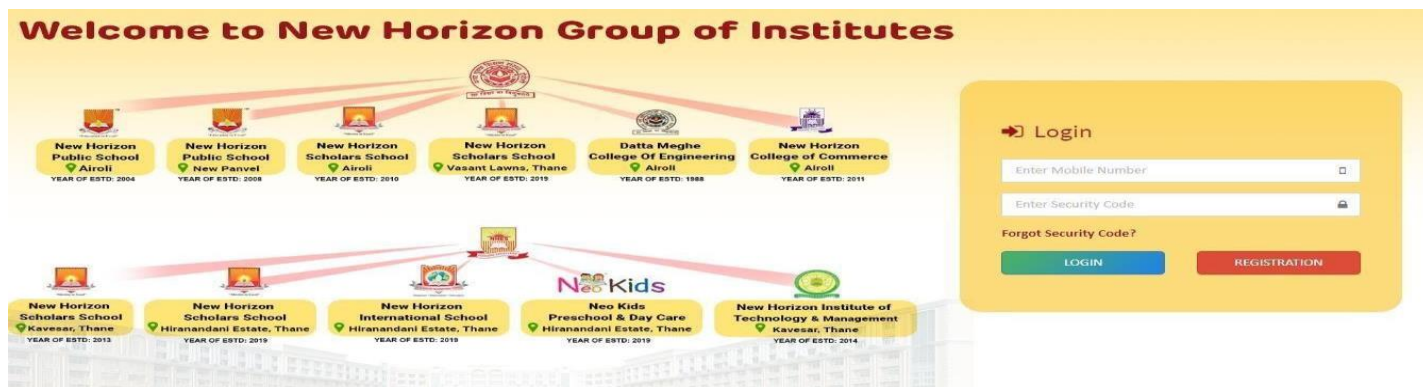 Welcome to New Horizon Group of Institutes
New Horizon
Public School
Airoli
YEAR OF ESTD: 2004
New Horizon
Public School
New Panvel
YEAR OF ESTD: 2008
New Horizon
Scholars School
Airoli
YEAR OF ESTD: 2010
New Horizon
Scholars School
Vasant Lawns, Thane
YEAR OF ESTD: 2019
Datta Meghe
College Of Engineering
Airoli
YEAR OF ESTD: 1988
New Horizon
College of Commerce
Airoli
YEAR OF ESTD: 2011
New Horizon
Scholars School
Kavesar, Thane
YEAR OF ESTD: 2013
New Horizon
Scholars School
Hiranandani Estate, Thane
YEAR OF ESTD: 2019
New Horizon
International School
Hiranandani Estate, Thane
YEAR OF ESTD: 2019
Neo Kids
Neo Kids
Preschool & Day Care
Hiranandani Estate, Thane
YEAR OF ESTD: 2019
New Horizon Institute of
Technology & Management
Kavesar, Thane
YEAR OF ESTD: 2014
Login
Enter Mobile Number
Enter Security Code
Forgot Security Code?
LOGIN
REGISTRATION